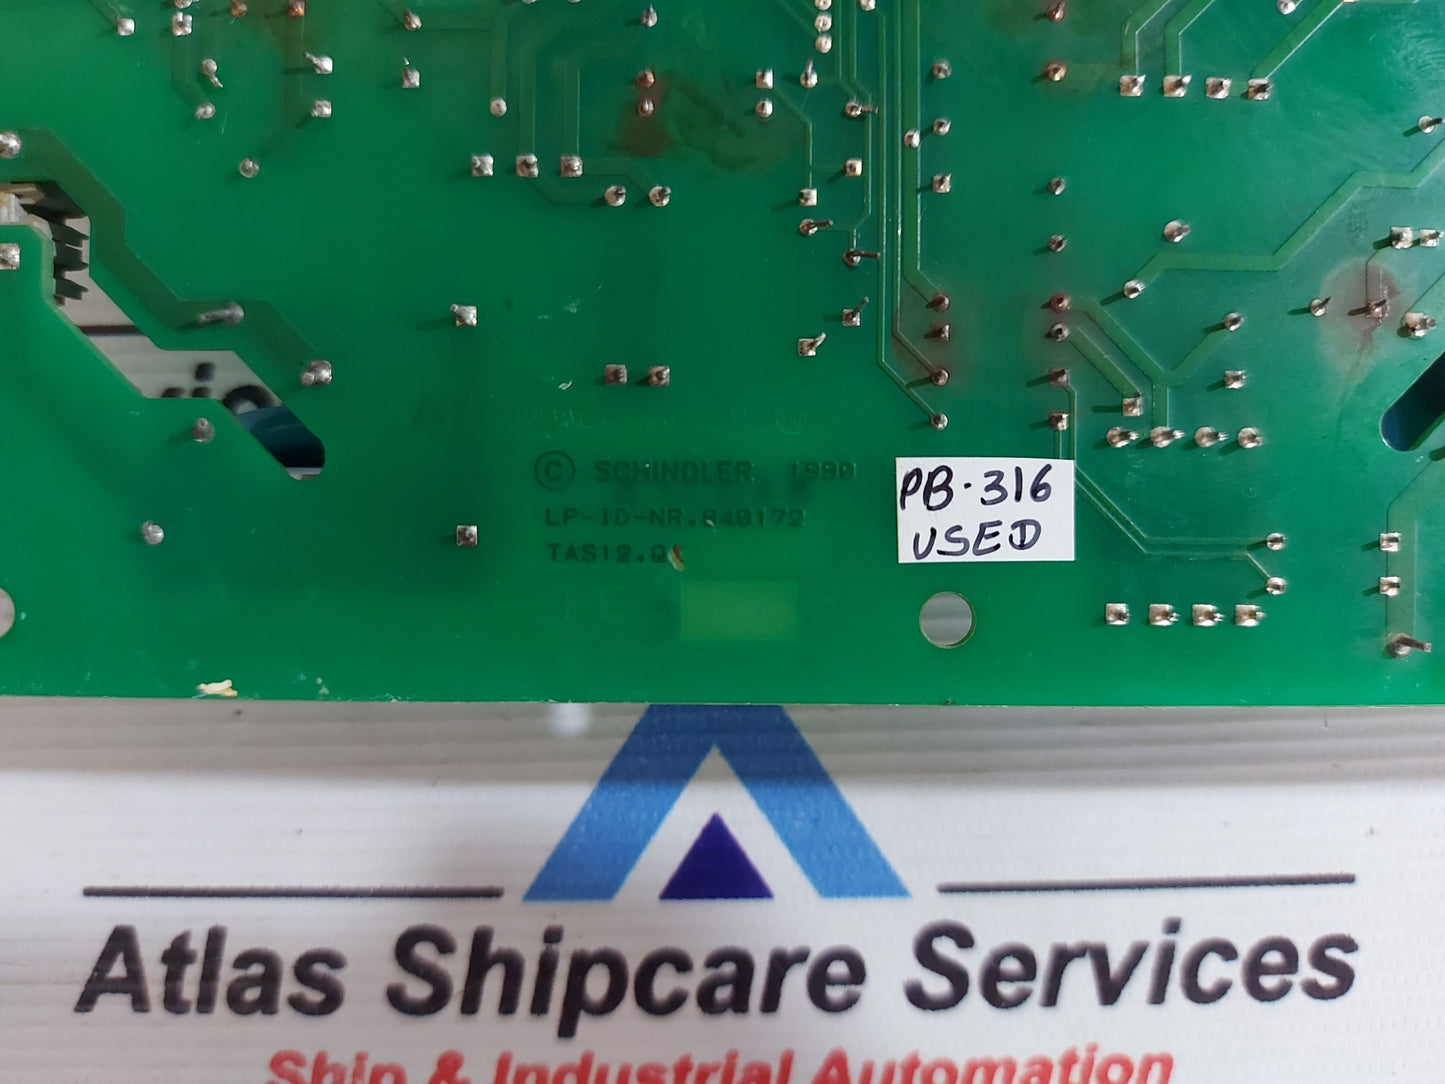 © SCHINDLER 1990
LP-ID-NR.840172
TAS12.Q
PB-316
USED
Atlas Shipcare Services
Ship & Industrial Automation